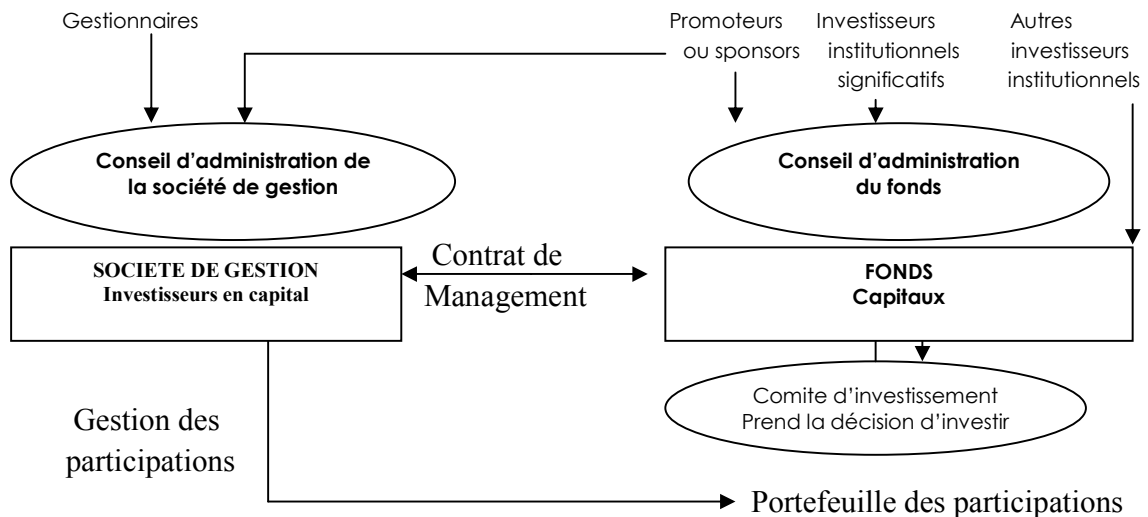 Gestionnaires
Promoteurs
ou sponsors
Investisseurs
institutionnels
significatifs
Autres
investisseurs
institutionnels
Conseil d'administration de
la société de gestion
Conseil d'administration
du fonds
SOCIETE DE GESTION
Investisseurs en capital
Contrat de
Management
FONDS
Capitaux
Comite d'investissement
Prend la décision d'investir
Gestion des
participations
Portefeuille des participations